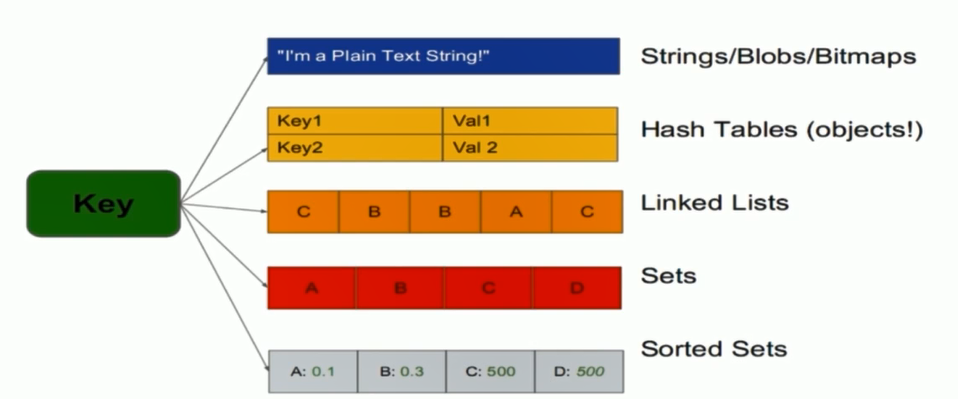 "I'm a Plain Text String!"
Strings/Blobs/Bitmaps
Key1 Val1
Key2 Val 2
Hash Tables (objects!)
Key
C B B A C
Linked Lists
A B C D
Sets
A: 0.1 B: 0.3 C: 500 D: 500
Sorted Sets